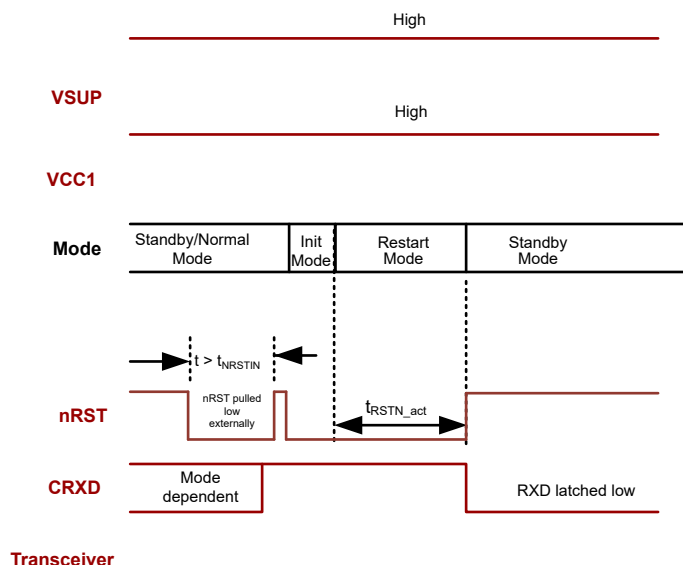 High
VSUP
High
VCC1
Mode
Standby/Normal
Mode
Init
Mode
Restart
Mode
Standby
Mode
t > tNRSTIN
nRST
nRST pulled
low
externally
tRSTN_act
CRXD
Mode
dependent
RXD latched low
Transceiver